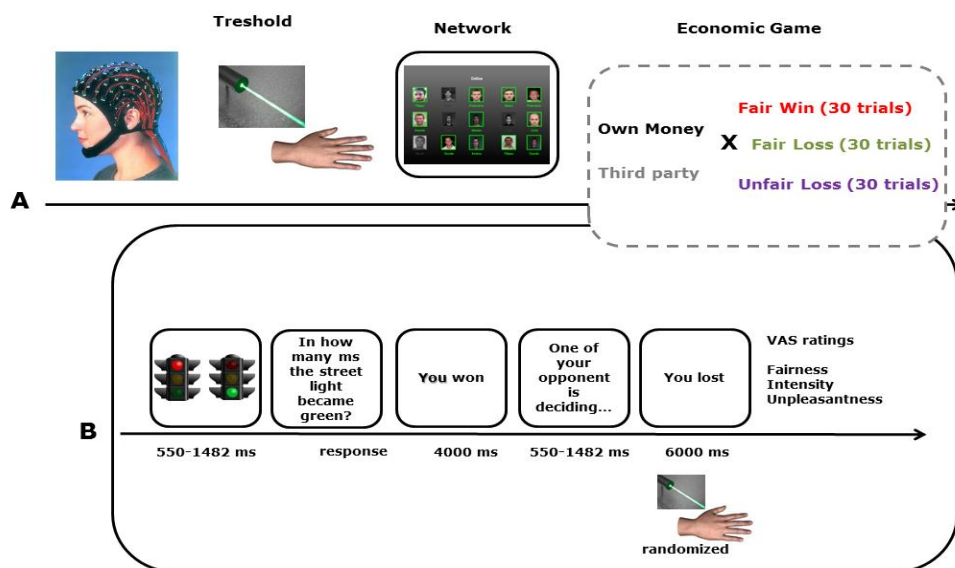 Treshold
Network
Economic Game
Online
Own Money
Third party
X
Fair Win (30 trials)
Fair Loss (30 trials)
Unfair Loss (30 trials)
A
In how
many ms
the street
light
became
green?
You won
One of
your
opponent
is
deciding...
You lost
VAS ratings
Fairness
Intensity
Unpleasantness
B
550-1482 ms
response
4000 ms
550-1482 ms
6000 ms
randomized